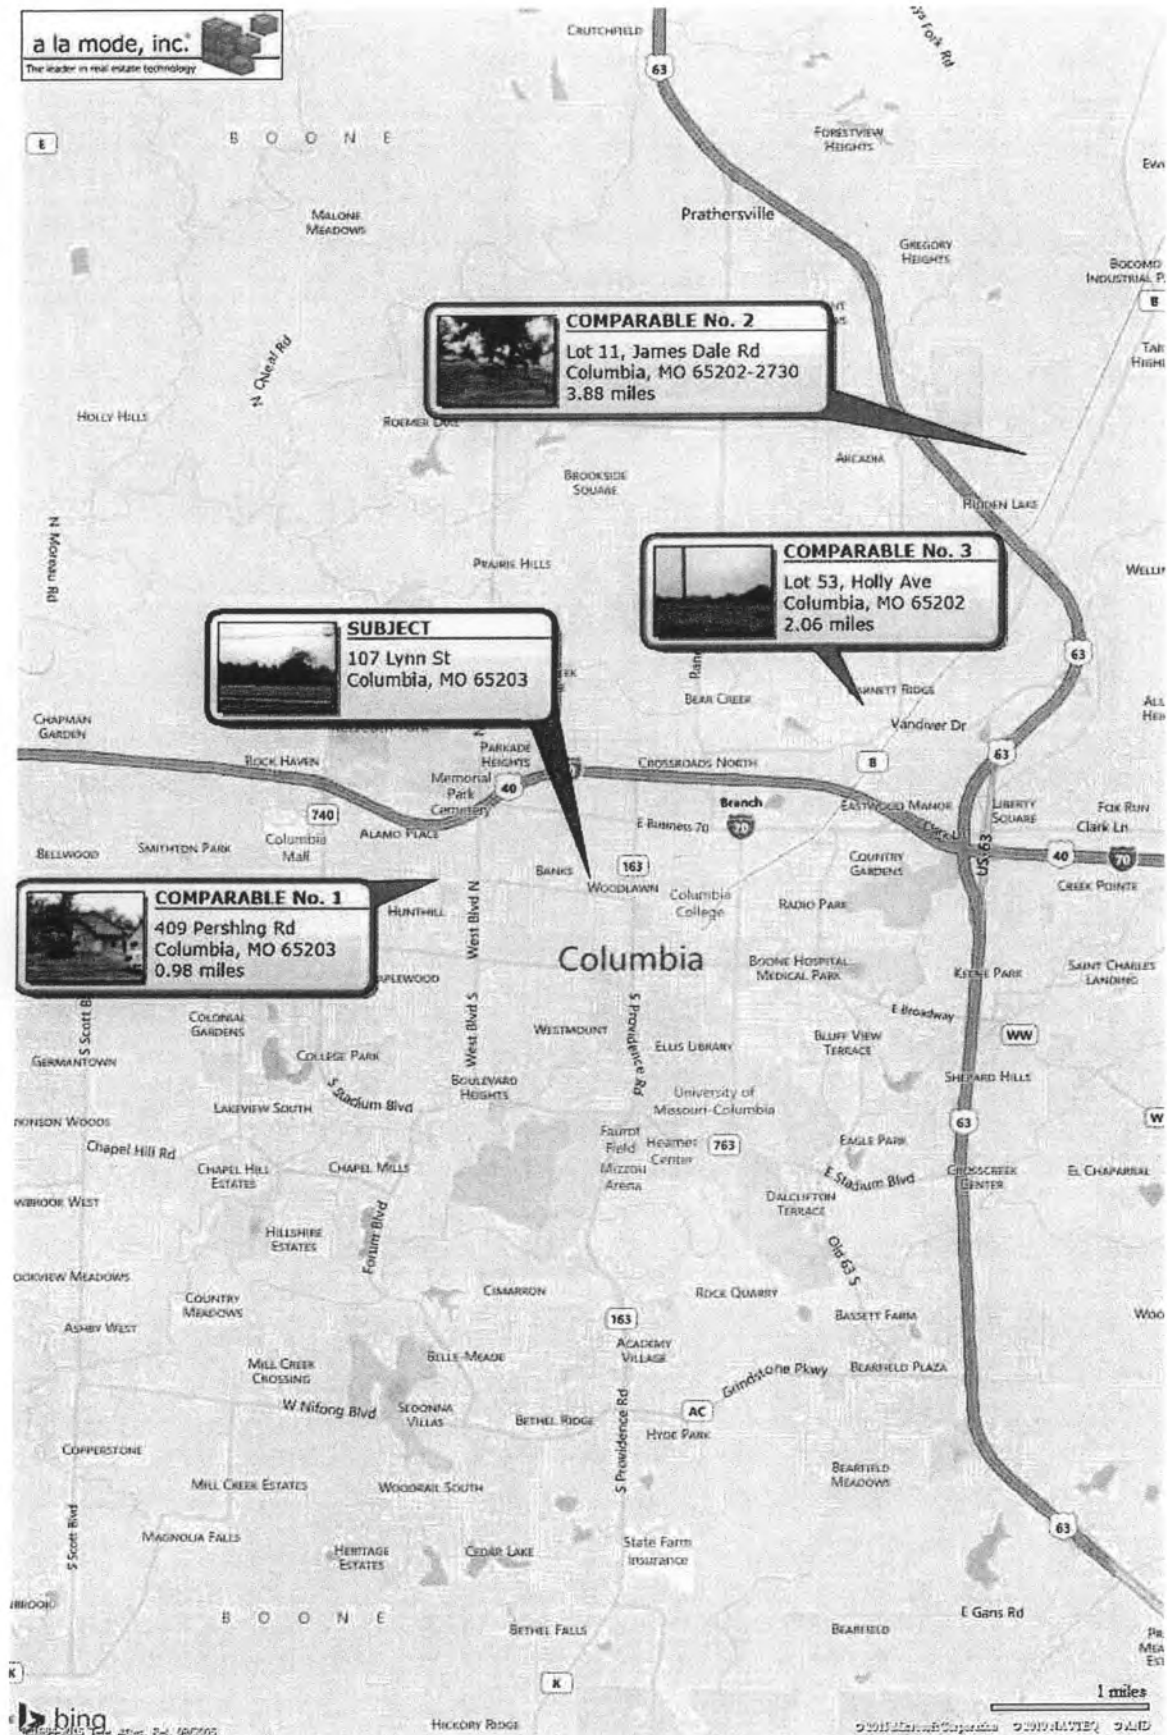 a la mode, inc.
The leader in real estate technology
CRUTCHFIELD
63
E
B O O N E
FORESTVIEW
HEIGHTS
MALONE
MEADOWS
Prathersville
GREGORY
HEIGHTS
BOCOMO
INDUSTRIAL P
B
COMPARABLE No. 2
Lot 11, James Dale Rd
Columbia, MO 65202-2730
3.88 miles
N O'Neal Rd
HOLLY HILLS
ARCADIA
BROOKSIDE
SQUARE
HIDDEN LAKE
N Moreau Rd
PRAIRIE HILLS
COMPARABLE No. 3
Lot 53, Holly Ave
Columbia, MO 65202
2.06 miles
SUBJECT
107 Lynn St
Columbia, MO 65203
63
BEAR CREEK
Vandiver Dr
CHAPMAN
GARDEN
ROCK HAVEN
PARKADE
HEIGHTS
CROSSROADS NORTH
B
63
Memorial
Park
Cemetery
40
Branch
70
EASTWOOD MANOR
LIBERTY
SQUARE
FOX RUN
740
ALAMO PLACE
E Business 70
Clark Ln
Clark Ln
US 63
Columbia
Mall
BELLWOOD
SMITHTON PARK
BANKS
163
WOODLAWN
COUNTRY
GARDENS
40
70
CREEK POINTE
COMPARABLE No. 1
409 Pershing Rd
Columbia, MO 65203
0.98 miles
HUNTHILL
West Blvd N
Columbia
College
RADIO PARK
Columbia
BOONE HOSPITAL
MEDICAL PARK
KEENE PARK
SAINT CHARLES
LANDING
S Scott B
COLONIAL
GARDENS
West Blvd S
WESTMOUNT
S Providence Rd
ELLIS LIBRARY
E Broadway
BLUFF VIEW
TERRACE
WW
GERMANTOWN
COLLEGE PARK
BOULEVARD
HEIGHTS
SHEPARD HILLS
LAKEVIEW SOUTH
S Stadium Blvd
University of
Missouri-Columbia
63
W
Chapel Hill Rd
Faurot
Field
Hearnes
Center
763
EAGLE PARK
CHAPEL HILL
ESTATES
CHAPEL MILLS
Mizzou
Arena
E Stadium Blvd
CROSSCREEK
CENTER
EL CHAPARRAL
DALCLIFTON
TERRACE
HILLSHIRE
ESTATES
Forum Blvd
Old 63 S
COUNTRY
MEADOWS
CIMARRON
ROCK QUARRY
ASHBY WEST
163
BASSETT FARM
ACADEMY
VILLAGE
MILL CREEK
CROSSING
BELLE-MEADE
Grindstone Pkwy
BEARFIELD PLAZA
W Nifong Blvd
SEDONNA
VILLAS
BETHEL RIDGE
S Providence Rd
AC
HYDE PARK
COPPERSTONE
MILL CREEK ESTATES
WOODRAIL SOUTH
BEARFIELD
MEADOWS
S Scott Blvd
MAGNOLIA FALLS
HERITAGE
ESTATES
CEDAR LAKE
State Farm
Insurance
63
B O O N E
BETHEL FALLS
E Gans Rd
BEARFIELD
K
K
1 miles
bing
HICKORY RIDGE